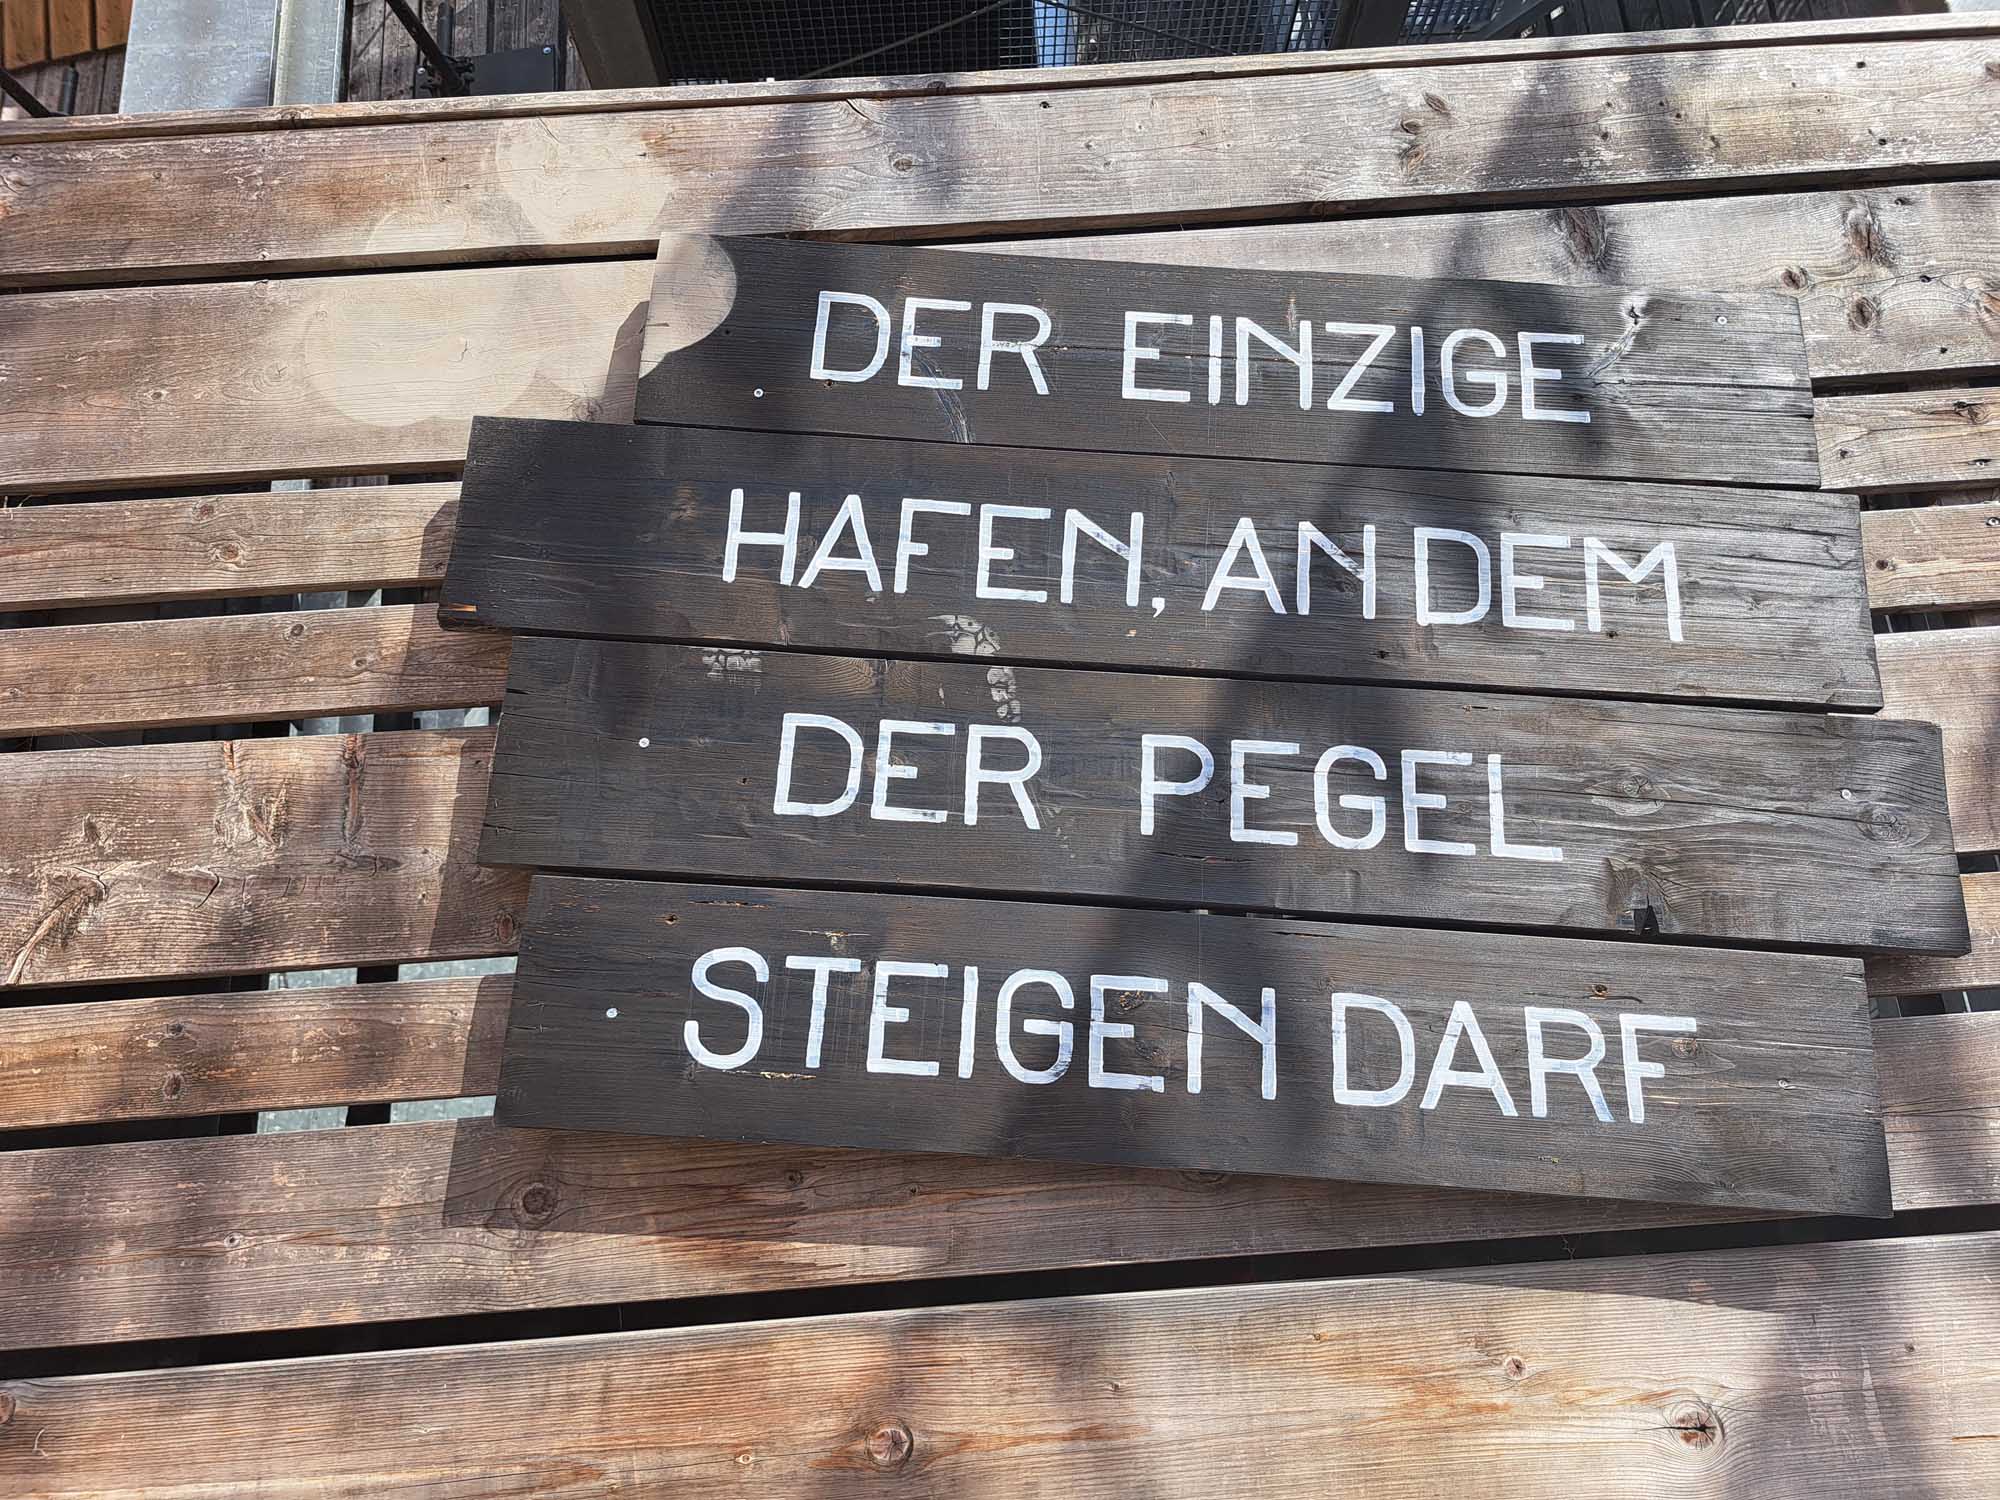 DER EINZIGE
HAFEN, AN DEM
DER PEGEL
STEIGEN DARF